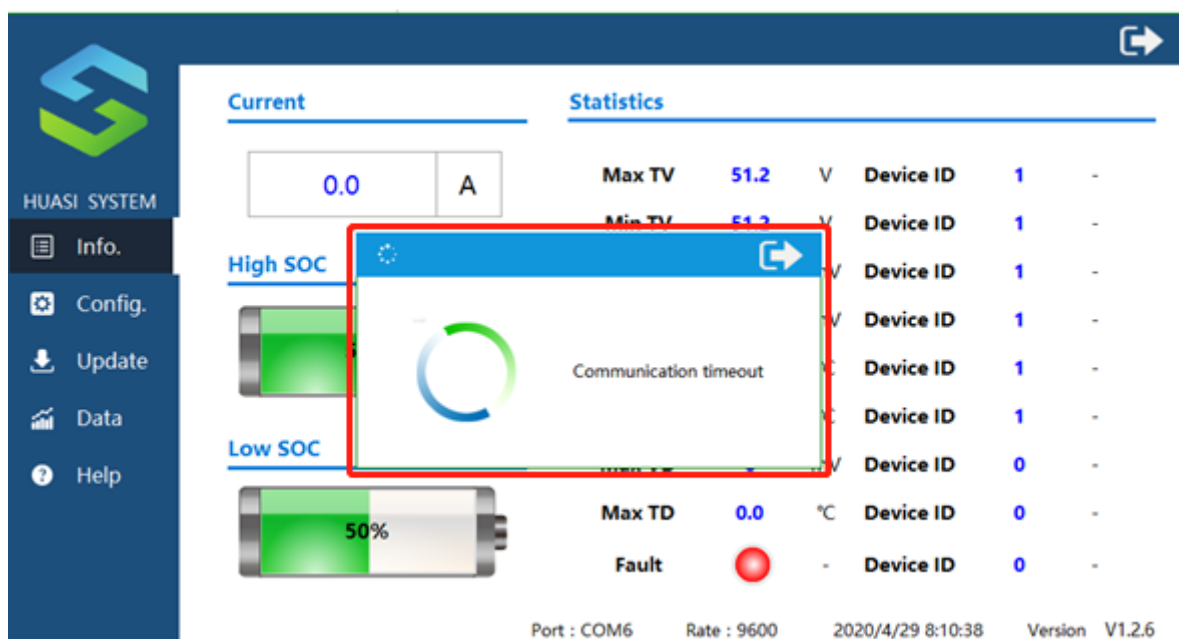 HUASI SYSTEM
Info.
Config.
Update
Data
Help
Current
0.0 A
High SOC
Low SOC
50%
Statistics
Max TV 51.2 V Device ID 1 -
Min TV 51.2 V Device ID 1 -
Device ID 1 -
Device ID 1 -
Device ID 1 -
Device ID 1 -
Device ID 0 -
Max TD 0.0 ℃ Device ID 0 -
Fault - Device ID 0 -
Communication timeout
Port : COM6 Rate : 9600 2020/4/29 8:10:38 Version V1.2.6